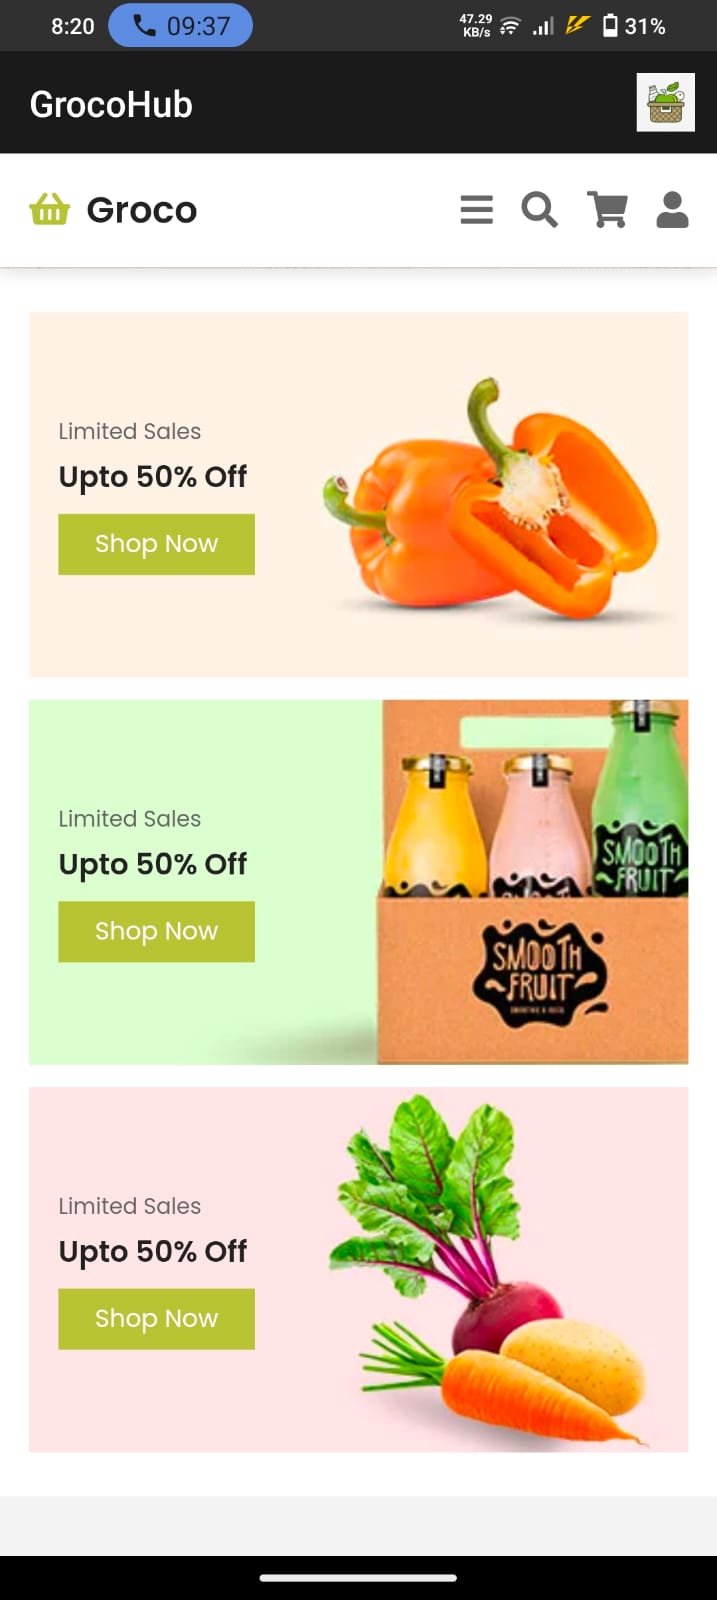 8:20 09:37 47.29 KB/s 31%
GrocoHub
Groco
Limited Sales
Upto 50% Off
Shop Now
Limited Sales
Upto 50% Off
Shop Now
SMOOTH
FRUIT
SMOOTH
FRUIT
Limited Sales
Upto 50% Off
Shop Now